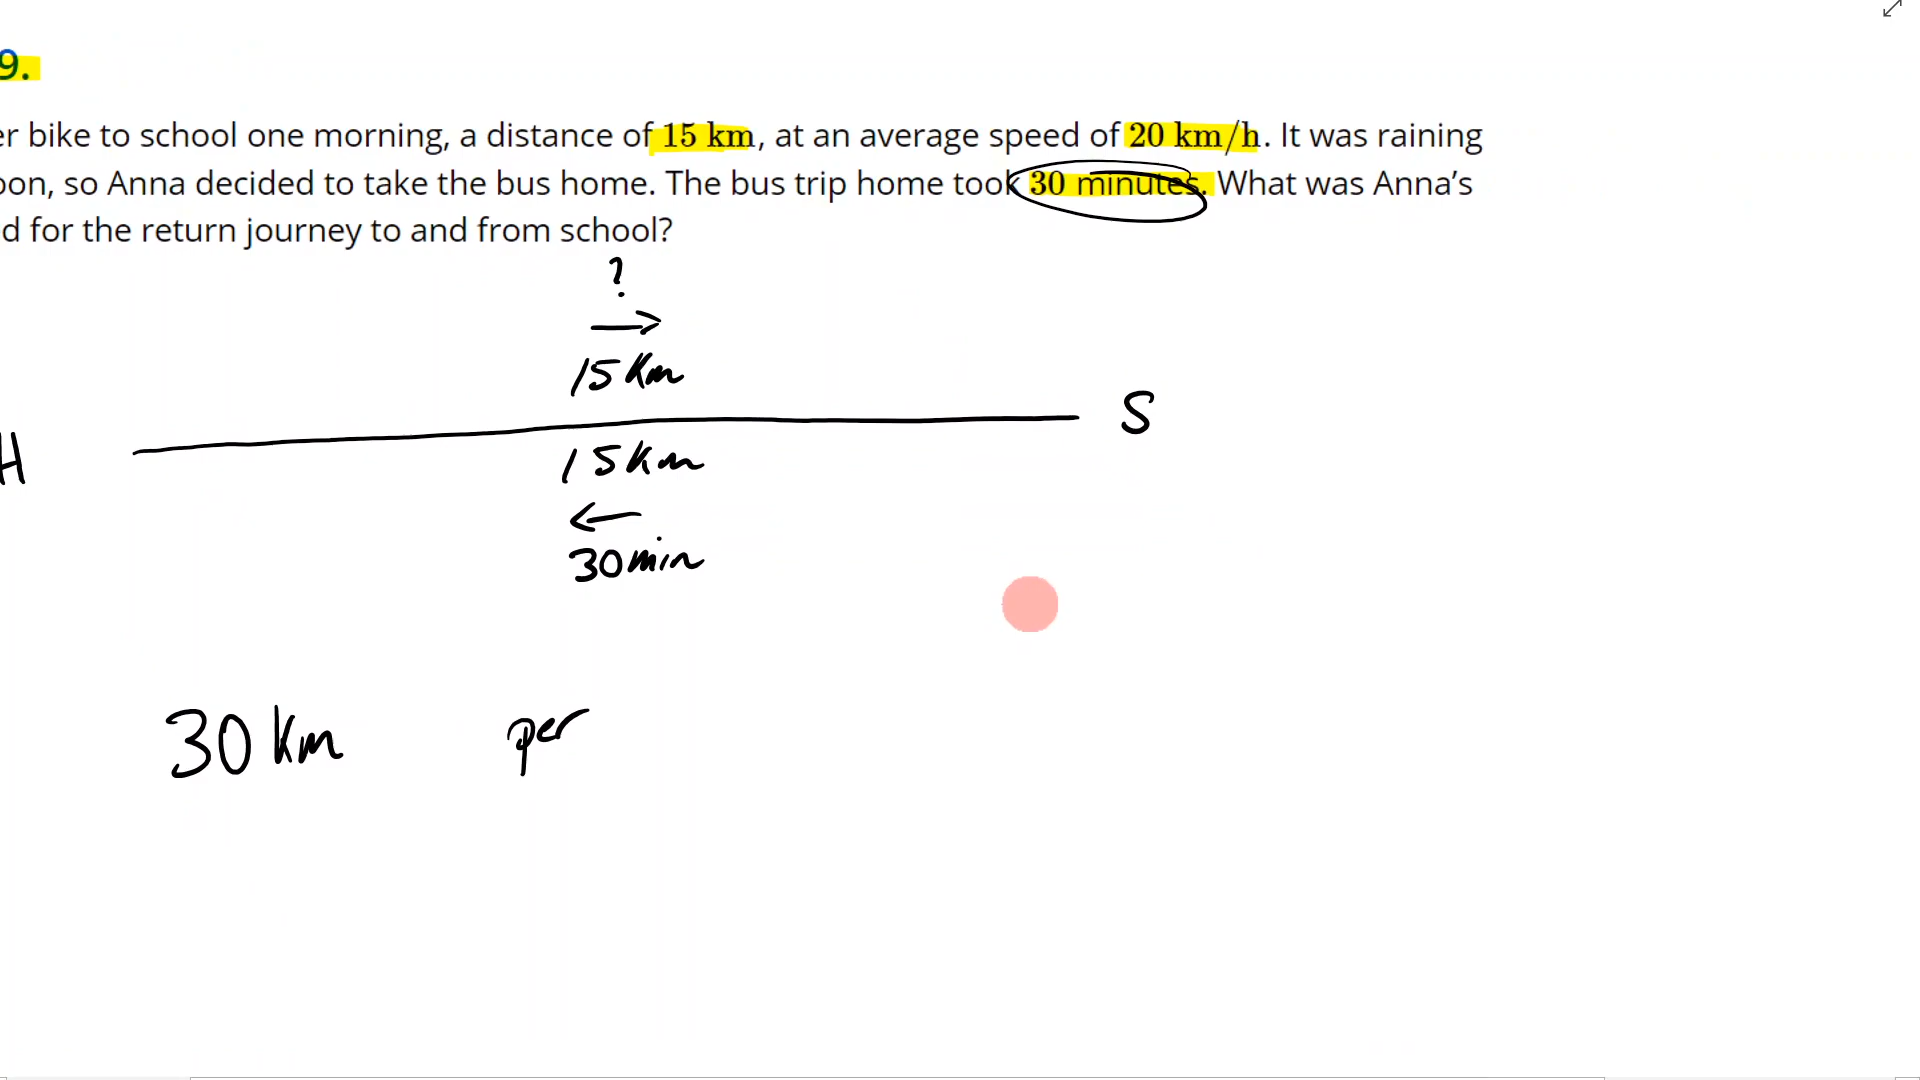 9.
er bike to school one morning, a distance of 15 km, at an average speed of 20 km/h. It was raining
oon, so Anna decided to take the bus home. The bus trip home took 30 minutes. What was Anna’s
d for the return journey to and from school?
?
15 km
S
H
15 km
30 min
30 km per